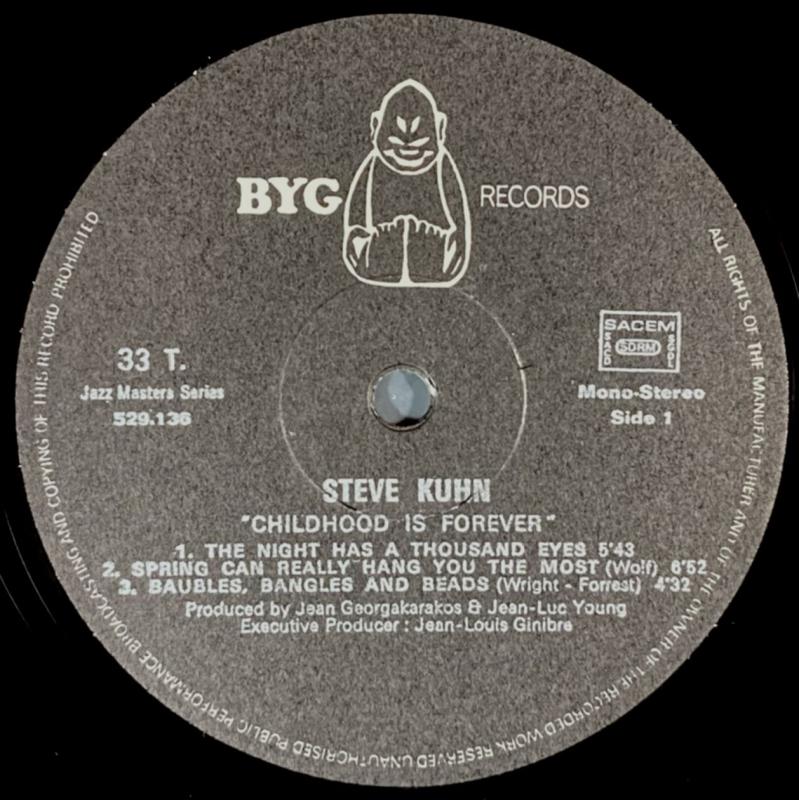 BYG RECORDS
33 T.
Jazz Masters Series
529.136
SACEM
SACD
SDRM
SGDL
Mono-Stereo
Side 1
STEVE KUHN
"CHILDHOOD IS FOREVER"
1. THE NIGHT HAS A THOUSAND EYES 5'43
2. SPRING CAN REALLY HANG YOU THE MOST (Wolf) 6'52
3. BAUBLES, BANGLES AND BEADS (Wright - Forrest) 4'32
Produced by Jean Georgakarakos & Jean-Luc Young
Executive Producer : Jean-Louis Ginibre
ALL RIGHTS OF THE MANUFACTURER AND OF THE OWNER OF THE RECORDED WORK RESERVED UNAUTHORISED PUBLIC PERFORMANCE BROADCASTING AND COPYING OF THIS RECORD PROHIBITED